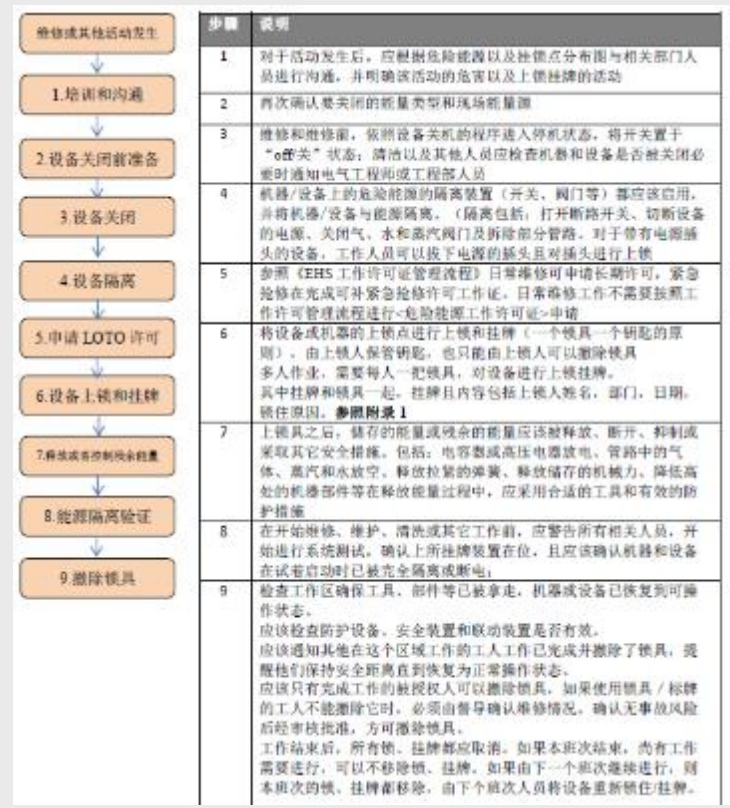 维修或其他活动发生
1.培训和沟通
2.设备关闭前准备
3.设备关闭
4.设备隔离
5.申请 LOTO 许可
6.设备上锁和挂牌
7.释放或者控制残余能量
8.能源隔离验证
9.撤除锁具
步骤 说明
1 对于活动发生后，应根据危险能源以及挂锁点分布图与相关部门人
员进行沟通，并明确该活动的危害以及上锁挂牌的活动
2 再次确认要关闭的能量类型和现场能量源
3 维修和维修前，依照设备关机的程序进入停机状态，将开关置于
“off/关”状态；清洁以及其他人员应检查机器和设备是否被关闭必
要时通知电气工程师或工程部人员
4 机器/设备上的危险能源的隔离装置（开关、阀门等）都应该启用，
并将机器/设备与能源隔离。（隔离包括：打开断路开关、切断设备
的电源、关闭气、水和蒸汽阀门及拆除部分管路。对于带有电源插
头的设备，工作人员可以拔下电源的插头且对插头进行上锁
5 参照《EHS 工作许可证管理流程》日常维修可申请长期许可，紧急
抢修在完成可补紧急抢修许可工作证。日常维修工作不需要按照工
作许可管理流程进行<危险能源工作许可证>申请
6 将设备或机器的上锁点进行上锁和挂牌（一个锁具一个钥匙的原
则）。由上锁人保管钥匙，也只能由上锁人可以撤除锁具
多人作业，需要每人一把锁具，对设备进行上锁挂牌。
其中挂牌和锁具一起，挂牌且内容包括上锁人姓名，部门，日期，
锁住原因。参照附录 1
7 上锁具之后，储存的能量或残余的能量应该被释放、断开、抑制或
采取其它安全措施。包括：电容器或高压电器放电、管路中的气
体、蒸汽和水放空、释放拉紧的弹簧、释放储存的机械力、降低高
处的机器部件等在释放能量过程中，应采用合适的工具和有效的防
护措施
8 在开始维修、维护、清洗或其它工作前，应警告所有相关人员，开
始进行系统测试，确认上所挂牌装置在位，且应该确认机器和设备
在试着启动时已被完全隔离或断电；
9 检查工作区确保工具、部件等已被拿走，机器或设备已恢复到可操
作状态。
应该检查防护设备、安全装置和联动装置是否有效。
应该通知其他在这个区域工作的工人工作已完成并撤除了锁具，提
醒他们保持安全距离直到恢复为正常操作状态。
应该只有完成工作的被授权人可以撤除锁具，如果使用锁具／标牌
的工人不能撤除它时，必须由督导确认维修情况，确认无事故风险
后经审核批准，方可撤除锁具。
工作结束后，所有锁、挂牌都应取消。如果本班次结束，尚有工作
需要进行，可以不移除锁、挂牌。如果由下一个班次继续进行，则
本班次的锁、挂牌都移除，由下个班次人员将设备重新锁住/挂牌。